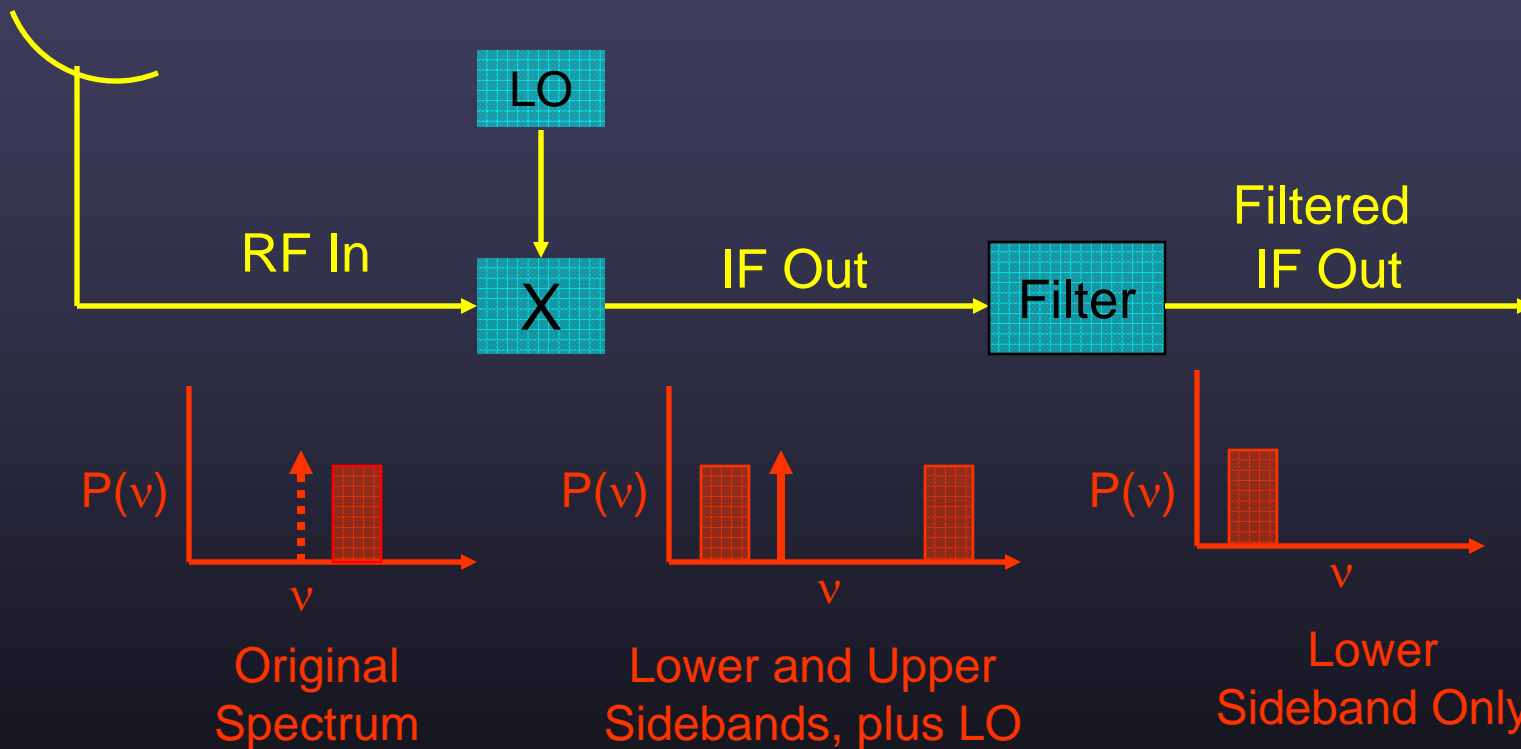 LO
RF In
X
IF Out
Filter
Filtered
IF Out
P(ν)
ν
Original
Spectrum
P(ν)
ν
Lower and Upper
Sidebands, plus LO
P(ν)
ν
Lower
Sideband Only